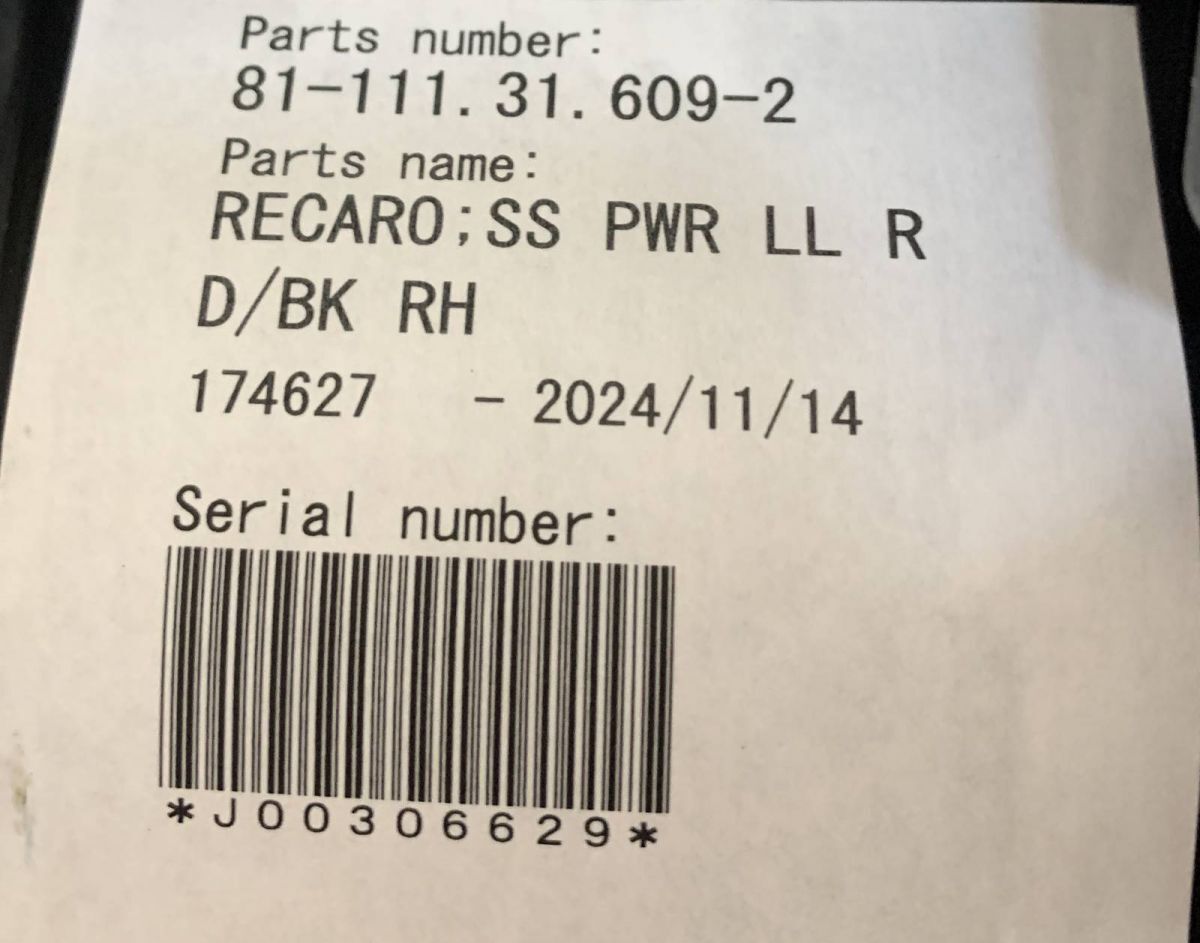 Parts number:
81-111.31.609-2
Parts name:
RECARO;SS PWR LL R
D/BK RH
174627 - 2024/11/14
Serial number:
*J00306629*